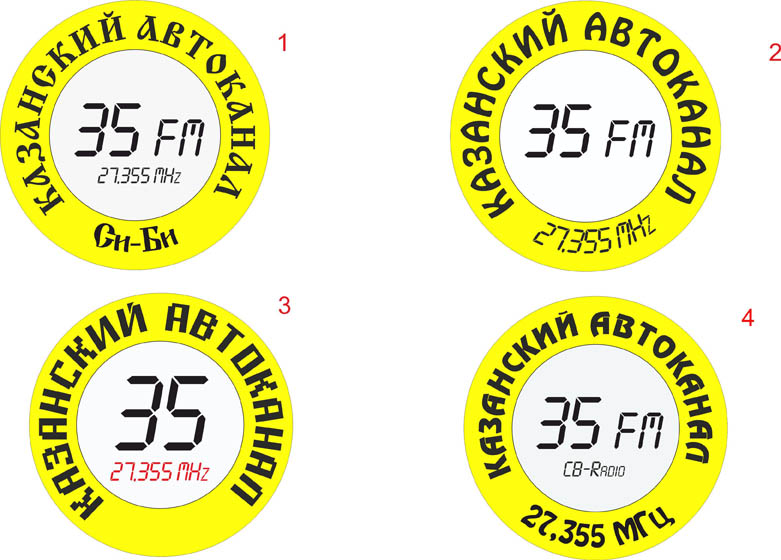 КАЗАНСКИЙ АВТОКАНАЛ
35 FM
27.355 MHz
Си-Би
1
КАЗАНСКИЙ АВТОКАНАЛ
35 FM
27.355 MHz
2
КАЗАНСКИЙ АВТОКАНАЛ
35
27.355 MHz
3
КАЗАНСКИЙ АВТОКАНАЛ
35 FM
CB-Radio
27,355 МГц
4